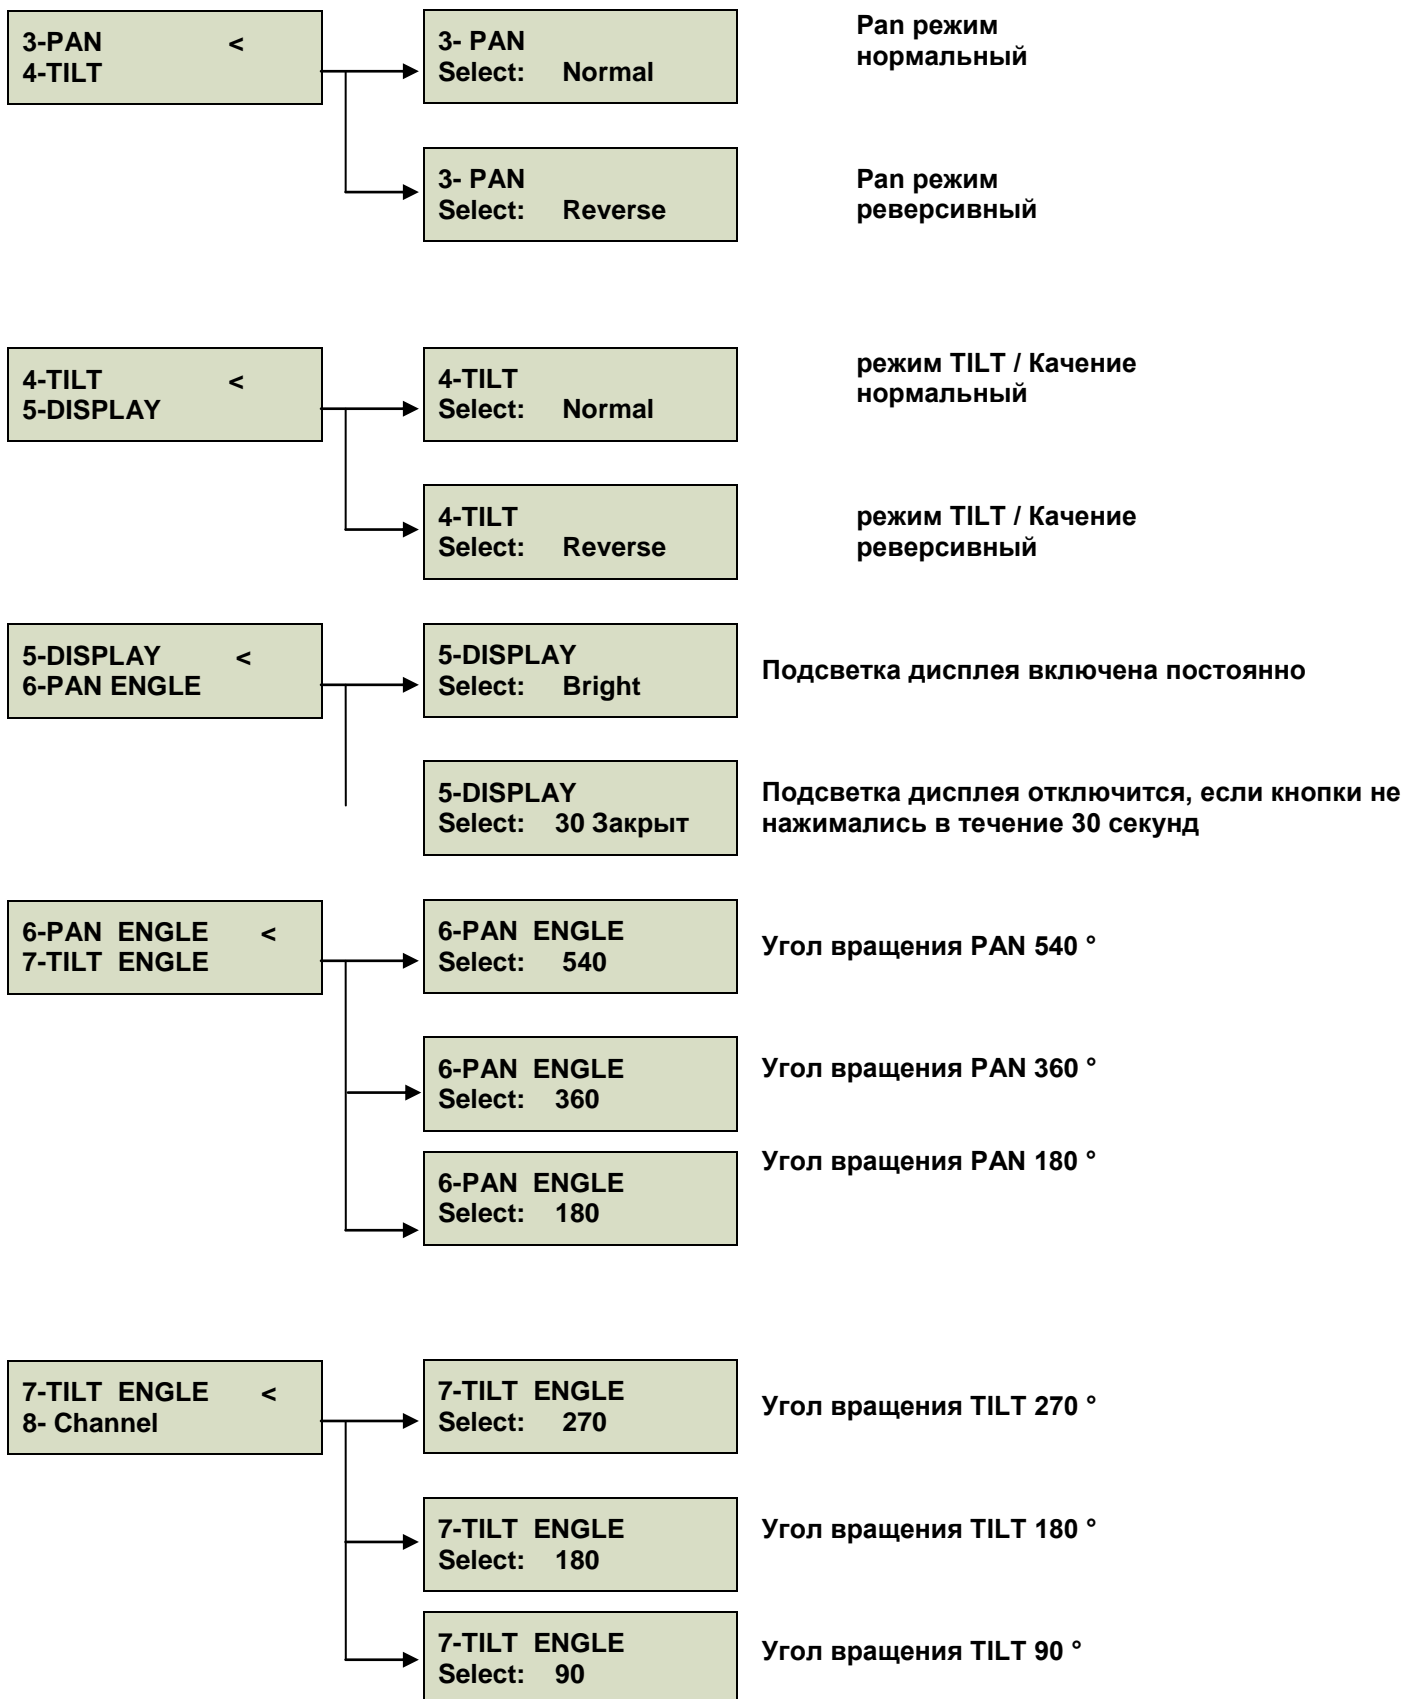 3-PAN <
4-TILT
3- PAN
Select: Normal
Pan режим
нормальный
3- PAN
Select: Reverse
Pan режим
реверсивный
4-TILT <
5-DISPLAY
4-TILT
Select: Normal
режим TILT / Качение
нормальный
4-TILT
Select: Reverse
режим TILT / Качение
реверсивный
5-DISPLAY <
6-PAN ENGLE
5-DISPLAY
Select: Bright
Подсветка дисплея включена постоянно
5-DISPLAY
Select: 30 Закрыт
Подсветка дисплея отключится, если кнопки не
нажимались в течение 30 секунд
6-PAN ENGLE <
7-TILT ENGLE
6-PAN ENGLE
Select: 540
Угол вращения PAN 540 °
6-PAN ENGLE
Select: 360
Угол вращения PAN 360 °
6-PAN ENGLE
Select: 180
Угол вращения PAN 180 °
7-TILT ENGLE <
8- Channel
7-TILT ENGLE
Select: 270
Угол вращения TILT 270 °
7-TILT ENGLE
Select: 180
Угол вращения TILT 180 °
7-TILT ENGLE
Select: 90
Угол вращения TILT 90 °